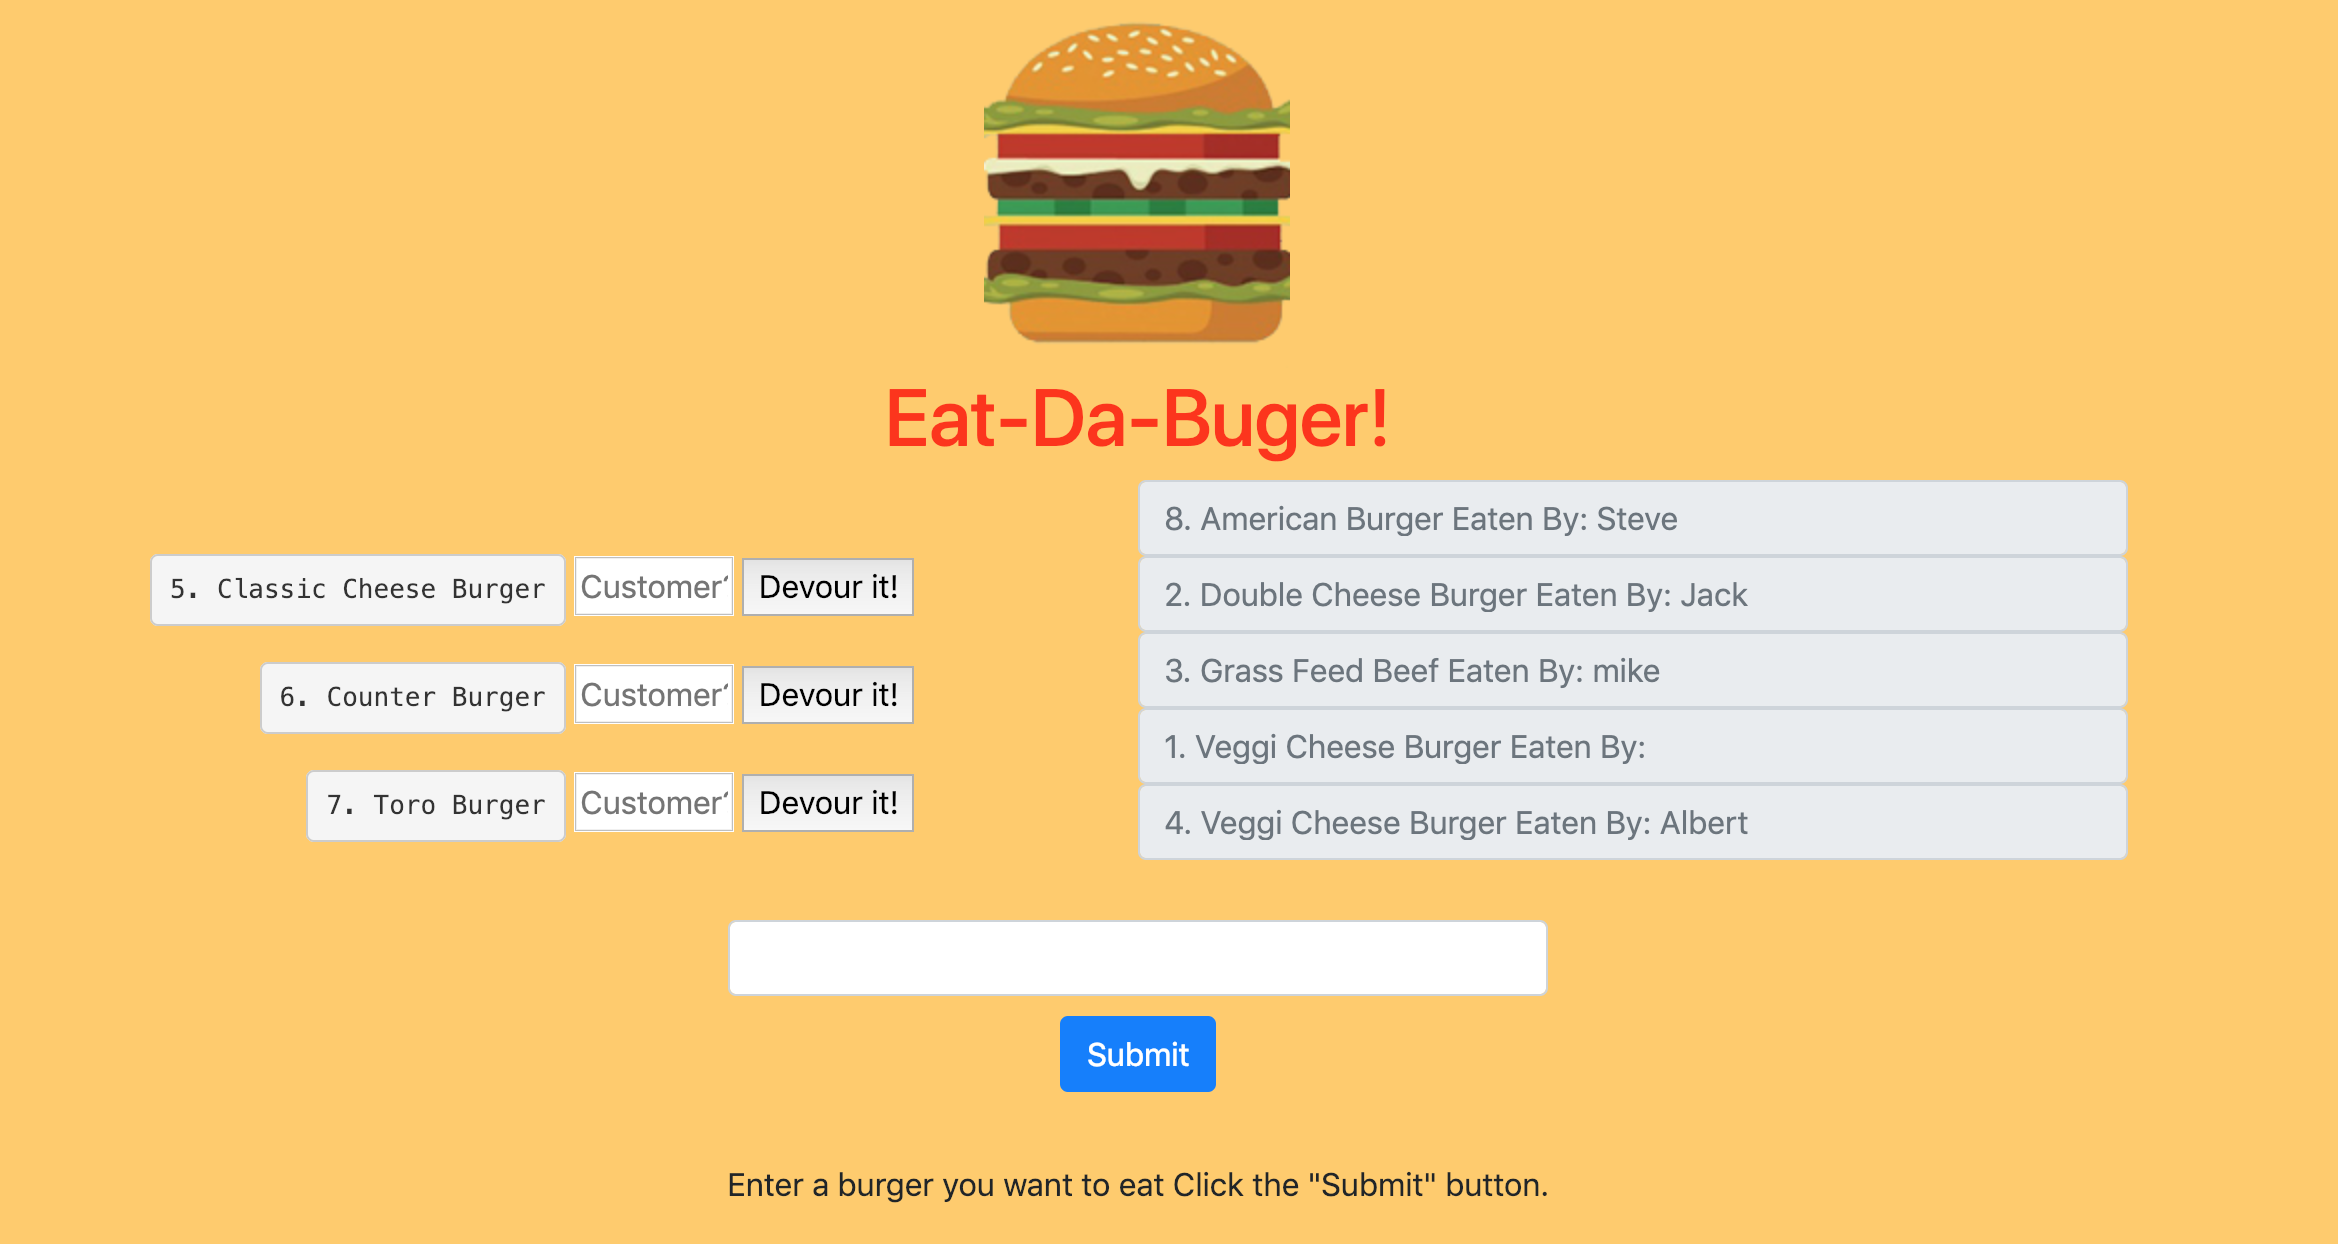 Eat-Da-Buger!
5. Classic Cheese Burger Customer' Devour it!
6. Counter Burger Customer' Devour it!
7. Toro Burger Customer' Devour it!
8. American Burger Eaten By: Steve
2. Double Cheese Burger Eaten By: Jack
3. Grass Feed Beef Eaten By: mike
1. Veggi Cheese Burger Eaten By:
4. Veggi Cheese Burger Eaten By: Albert
Submit
Enter a burger you want to eat Click the "Submit" button.